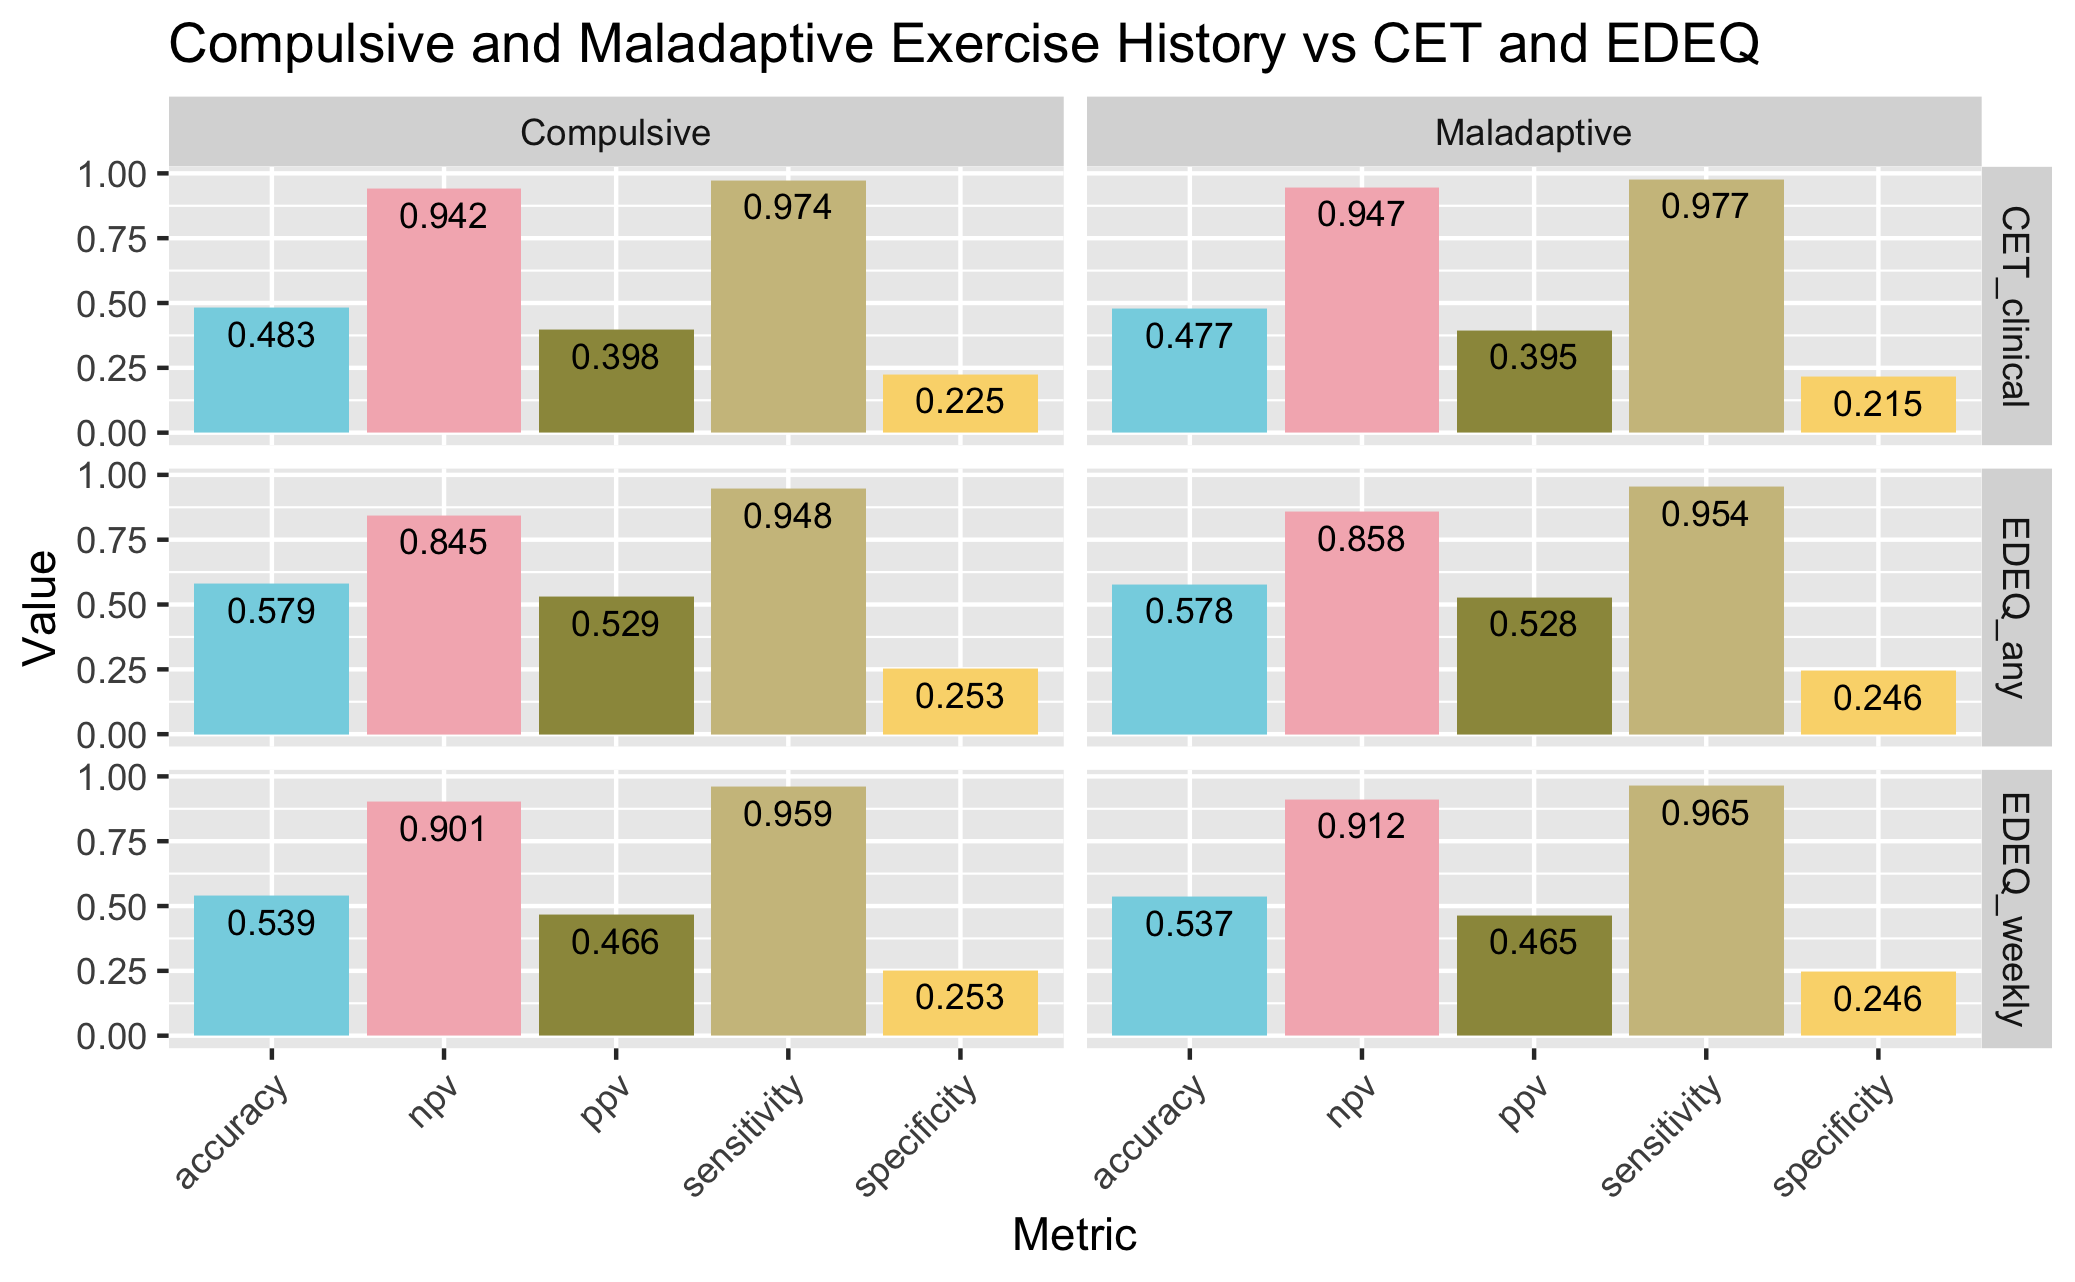 Compulsive and Maladaptive Exercise History vs CET and EDEQ
Compulsive
Maladaptive
CET_clinical
1.00
0.75
0.50
0.25
0.00
0.483
0.942
0.398
0.974
0.225
0.477
0.947
0.395
0.977
0.215
EDEQ_any
1.00
0.75
0.50
0.25
0.00
0.579
0.845
0.529
0.948
0.253
0.578
0.858
0.528
0.954
0.246
EDEQ_weekly
1.00
0.75
0.50
0.25
0.00
0.539
0.901
0.466
0.959
0.253
0.537
0.912
0.465
0.965
0.246
Value
accuracy
npv
ppv
sensitivity
specificity
accuracy
npv
ppv
sensitivity
specificity
Metric